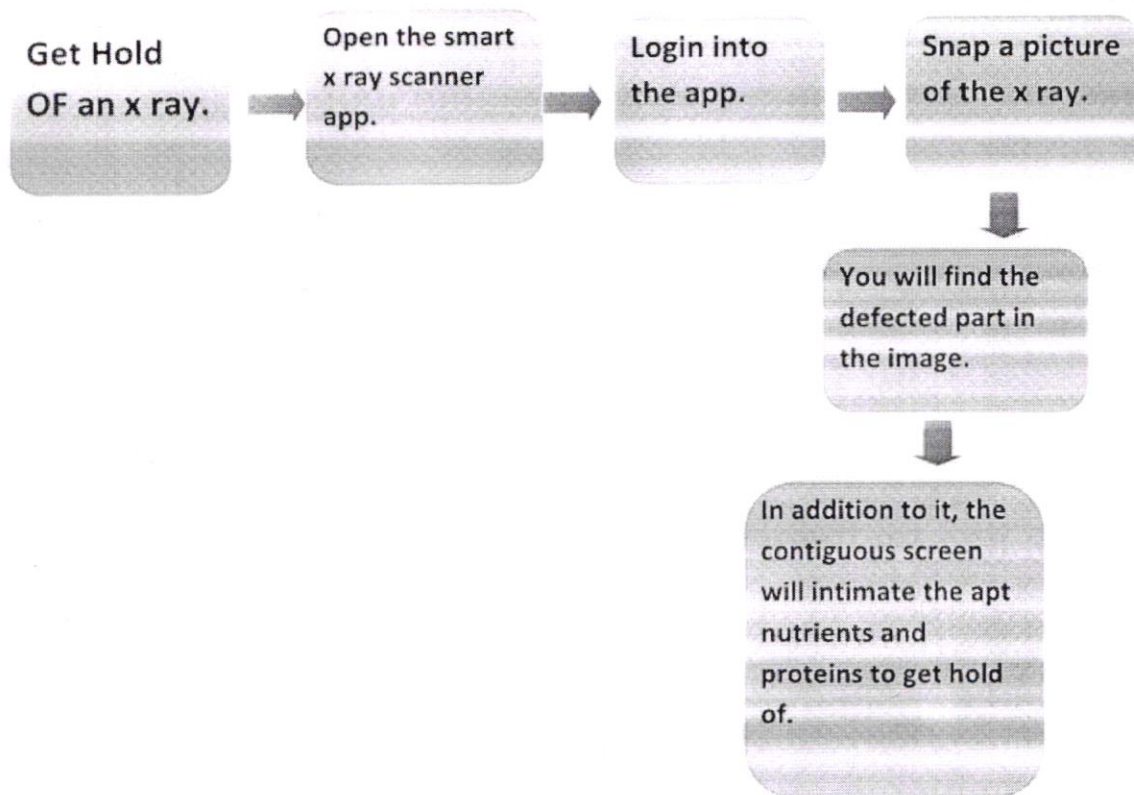 Get Hold
OF an x ray.
Open the smart
x ray scanner
app.
Login into
the app.
Snap a picture
of the x ray.
You will find the
defected part in
the image.
In addition to it, the
contiguous screen
will intimate the apt
nutrients and
proteins to get hold
of.